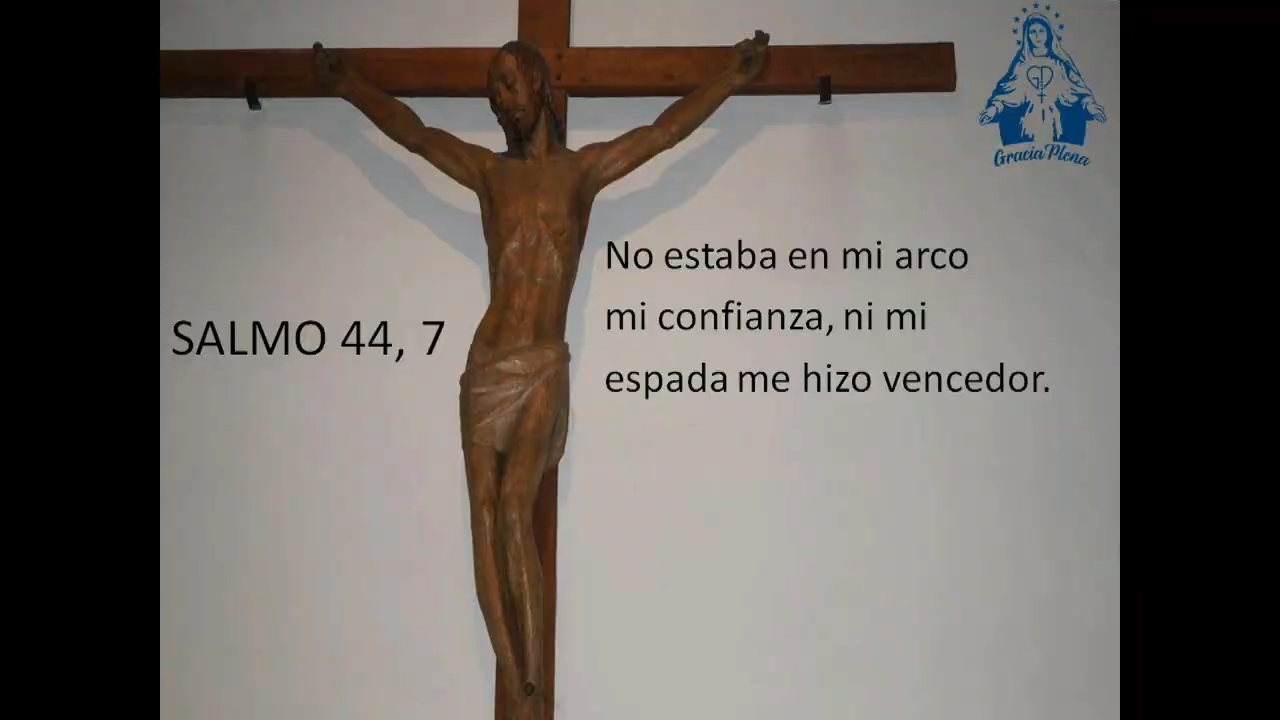 Gracia Plena
SALMO 44, 7
No estaba en mi arco
mi confianza, ni mi
espada me hizo vencedor.